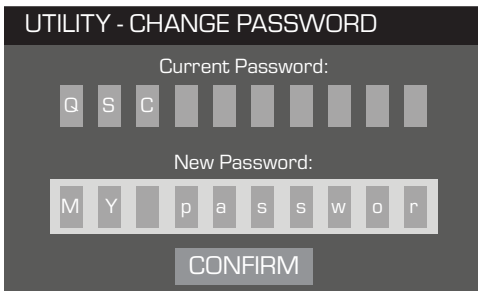 UTILITY - CHANGE PASSWORD
Current Password:
Q S C
New Password:
M Y   p a s s w o r
CONFIRM